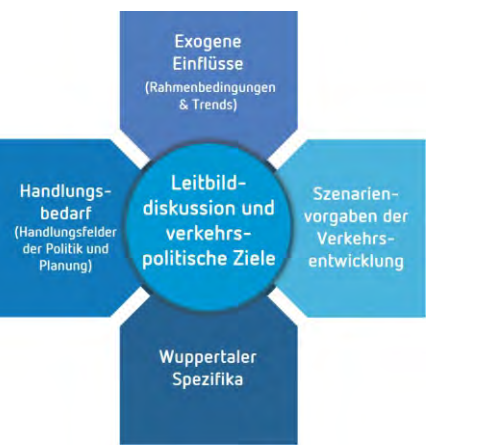 Exogene
Einflüsse
(Rahmenbedingungen
& Trends)
Handlungs-
bedarf
(Handlungsfelder
der Politik und
Planung)
Leitbild-
diskussion und
verkehrs-
politische Ziele
Szenarien-
vorgaben der
Verkehrs-
entwicklung
Wuppertaler
Spezifika